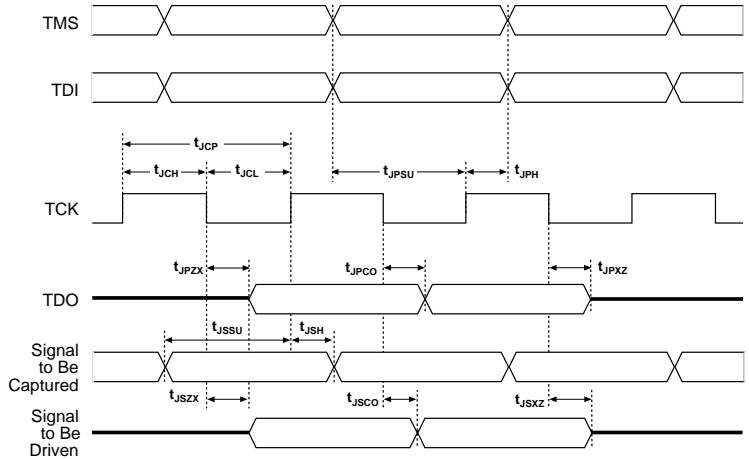 TMS
TDI
tJCP
tJCH
tJCL
tJPSU
tJPH
TCK
tJPZX
tJPCO
tJPXZ
TDO
tJSSU
tJSH
Signal
to Be
Captured
tJSZX
tJSCO
tJSXZ
Signal
to Be
Driven